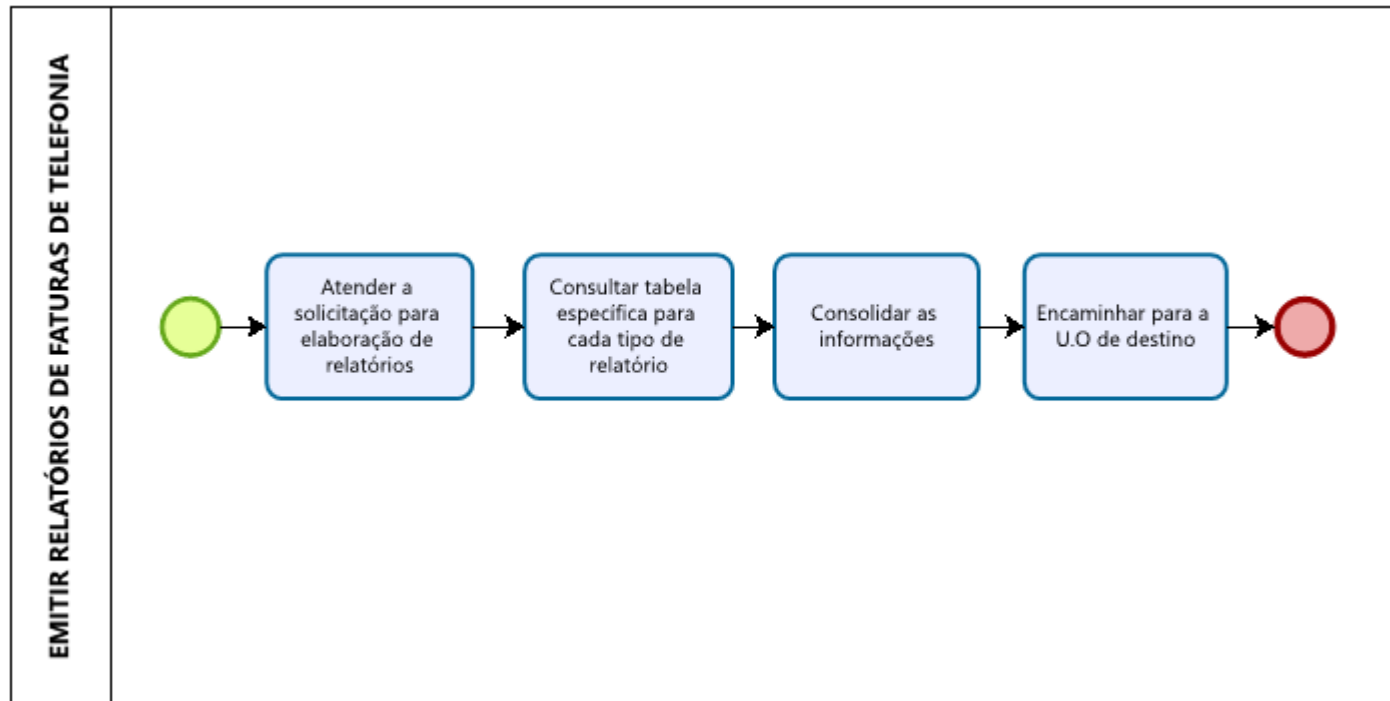 EMITIR RELATÓRIOS DE FATURAS DE TELEFONIA
Atender a
solicitação para
elaboração de
relatórios
Consultar tabela
específica para
cada tipo de
relatório
Consolidar as
informações
Encaminhar para a
U.O de destino